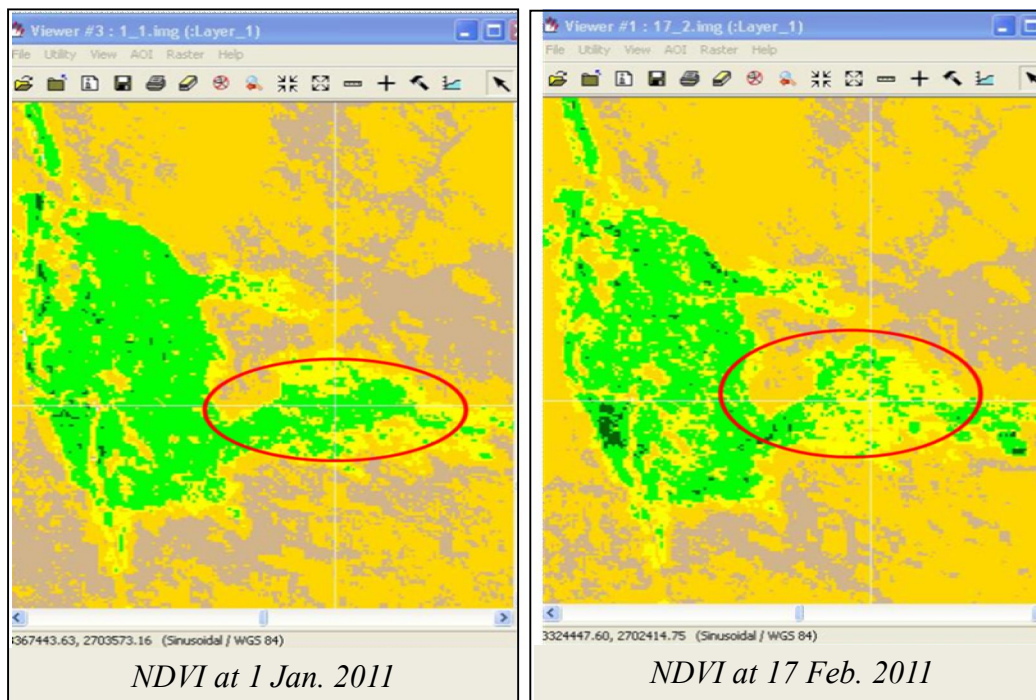 Viewer #3 : 1_1.img (:Layer_1)
File Utility View AOI Raster Help
3367443.63, 2703573.16 (Sinusoidal / WGS 84)
NDVI at 1 Jan. 2011
Viewer #1 : 17_2.img (:Layer_1)
File Utility View AOI Raster Help
3324447.60, 2702414.75 (Sinusoidal / WGS 84)
NDVI at 17 Feb. 2011